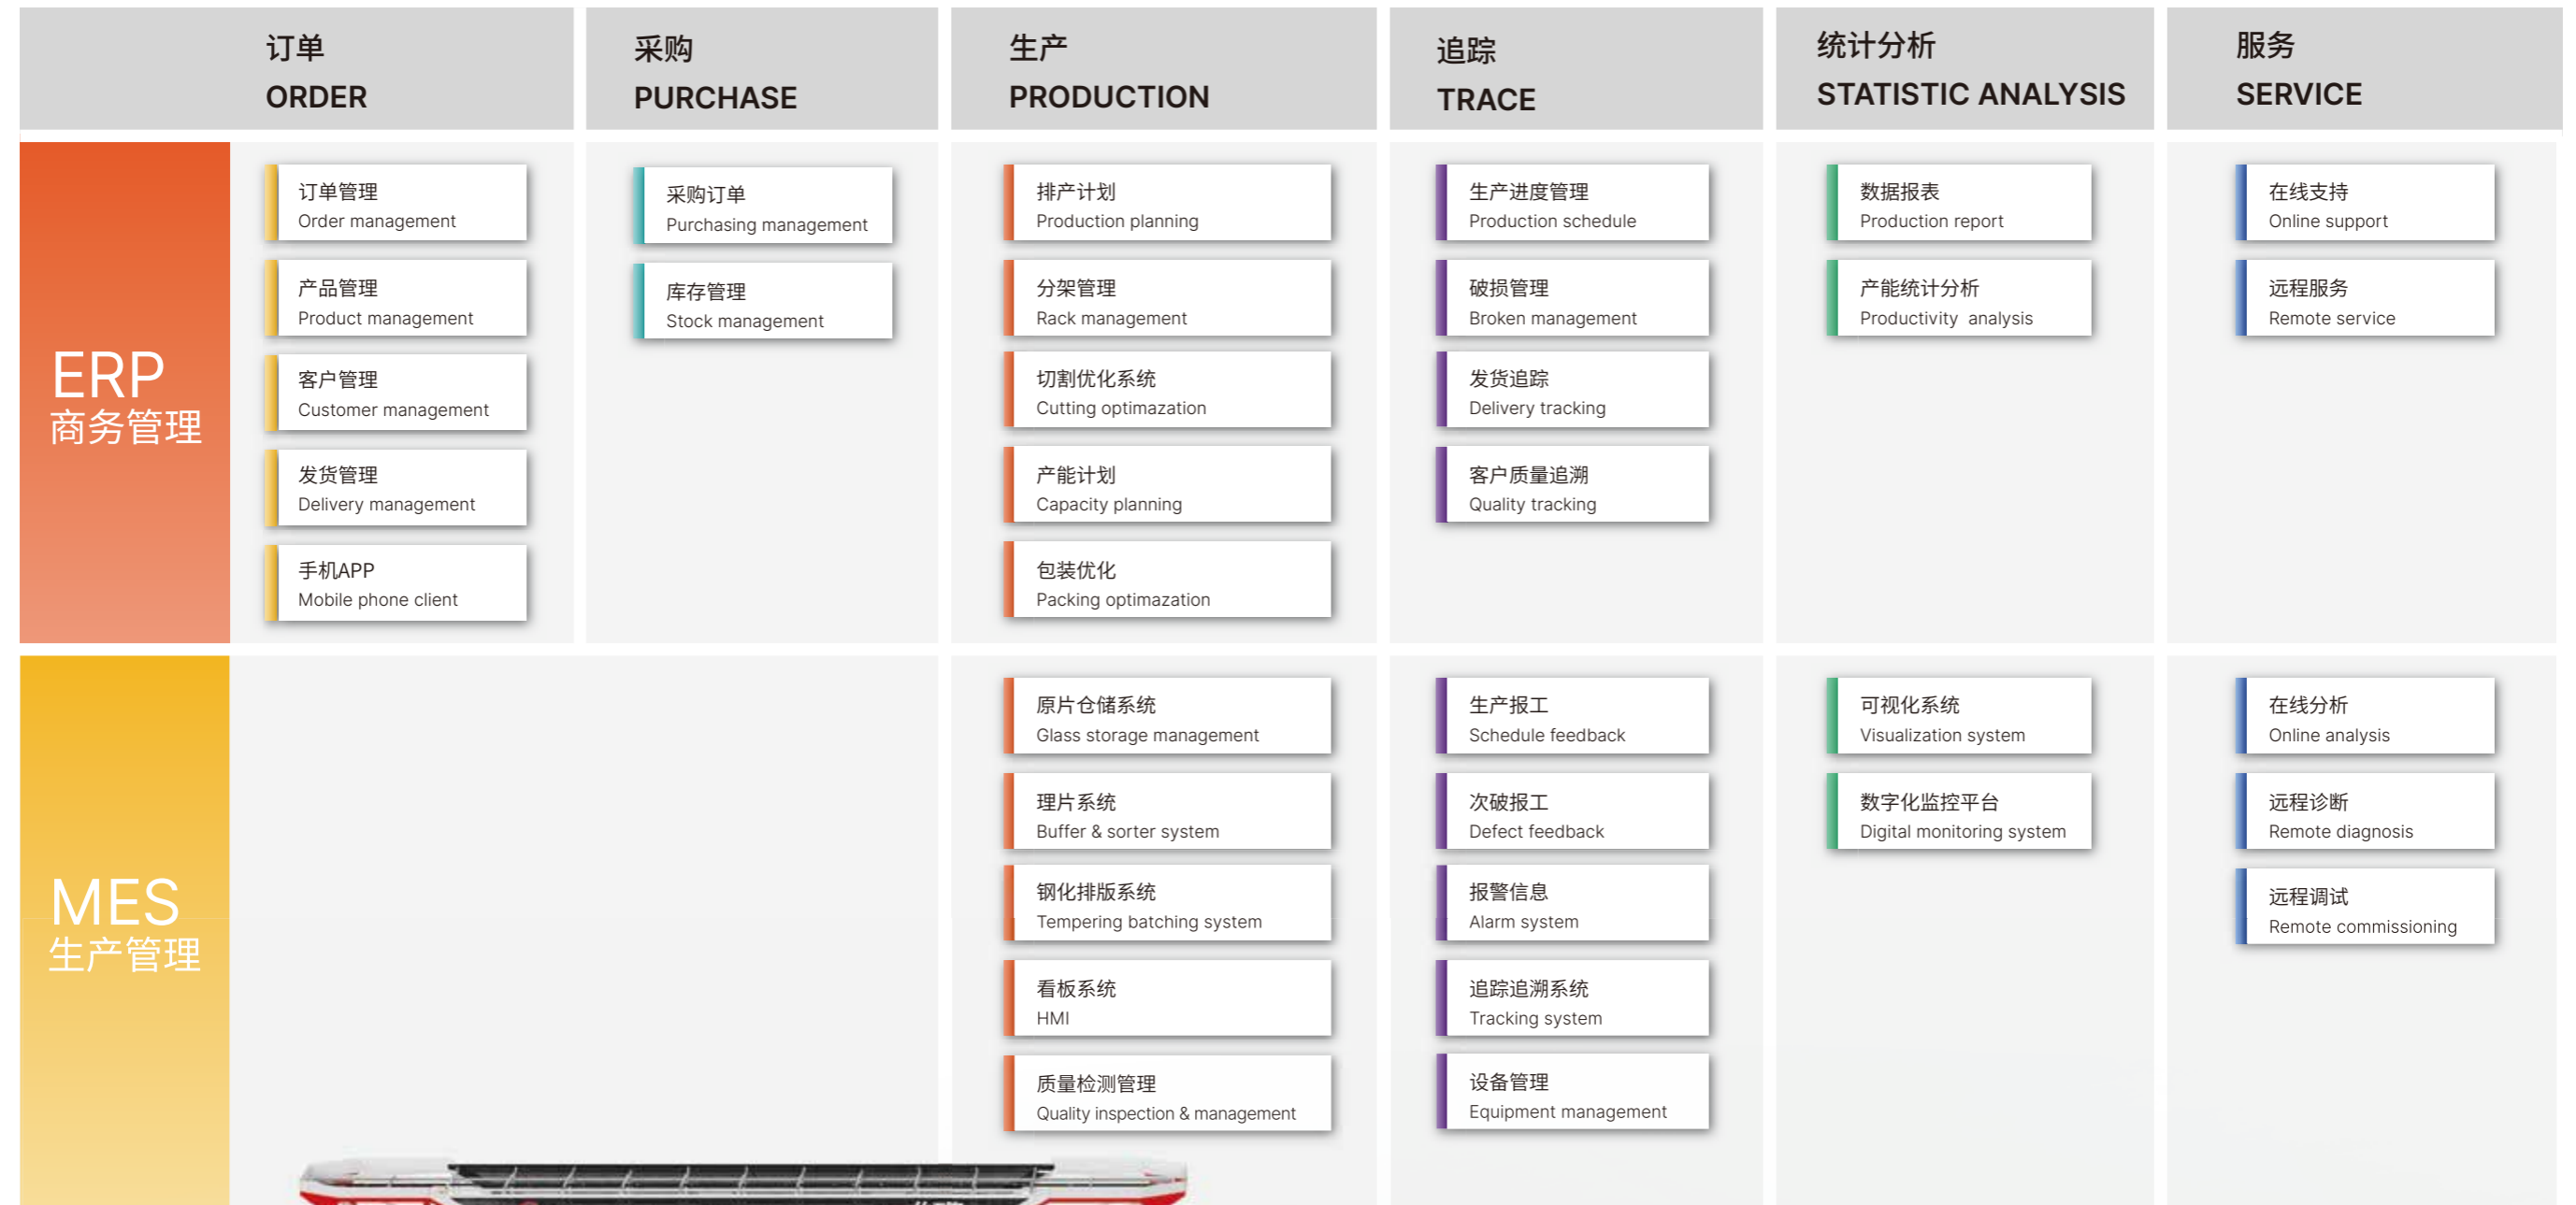 订单
ORDER
采购
PURCHASE
生产
PRODUCTION
追踪
TRACE
统计分析
STATISTIC ANALYSIS
服务
SERVICE
ERP
商务管理
订单管理
Order management
产品管理
Product management
客户管理
Customer management
发货管理
Delivery management
手机APP
Mobile phone client
采购订单
Purchasing management
库存管理
Stock management
排产计划
Production planning
分架管理
Rack management
切割优化系统
Cutting optimazation
产能计划
Capacity planning
包装优化
Packing optimazation
生产进度管理
Production schedule
破损管理
Broken management
发货追踪
Delivery tracking
客户质量追溯
Quality tracking
数据报表
Production report
产能统计分析
Productivity  analysis
在线支持
Online support
远程服务
Remote service
MES
生产管理
原片仓储系统
Glass storage management
理片系统
Buffer & sorter system
钢化排版系统
Tempering batching system
看板系统
HMI
质量检测管理
Quality inspection & management
生产报工
Schedule feedback
次破报工
Defect feedback
报警信息
Alarm system
追踪追溯系统
Tracking system
设备管理
Equipment management
可视化系统
Visualization system
数字化监控平台
Digital monitoring system
在线分析
Online analysis
远程诊断
Remote diagnosis
远程调试
Remote commissioning